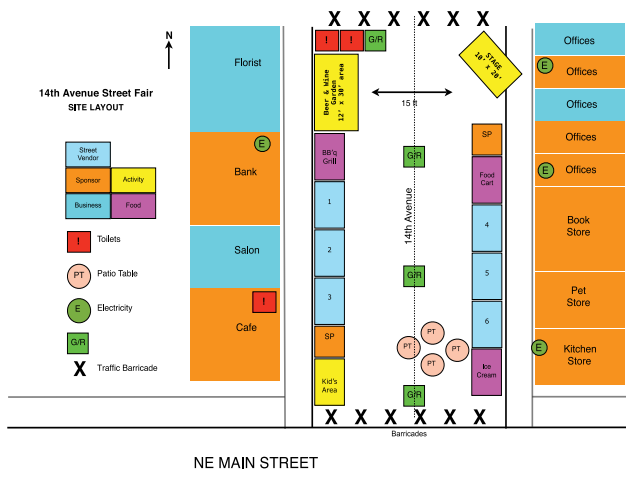 N
14th Avenue Street Fair
SITE LAYOUT
Street
Vendor
Sponsor
Activity
Business
Food
!
Toilets
PT
Patio Table
E
Electricity
G/R
X
Traffic Barricade
Florist
E
Bank
Salon
!
Cafe
X X X X X X
!
!
G/R
Beer & Wine
Garden
12' x 30' area
BB'q
Grill
1
2
3
SP
Kid's
Area
15 ft
G/R
14th Avenue
G/R
PT
PT
PT
PT
G/R
STAGE
10' x 20'
SP
Food
Cart
4
5
6
Ice
Cream
X X X X X X
Barricades
Offices
E
Offices
Offices
Offices
E
Offices
Book
Store
Pet
Store
E
Kitchen
Store
NE MAIN STREET